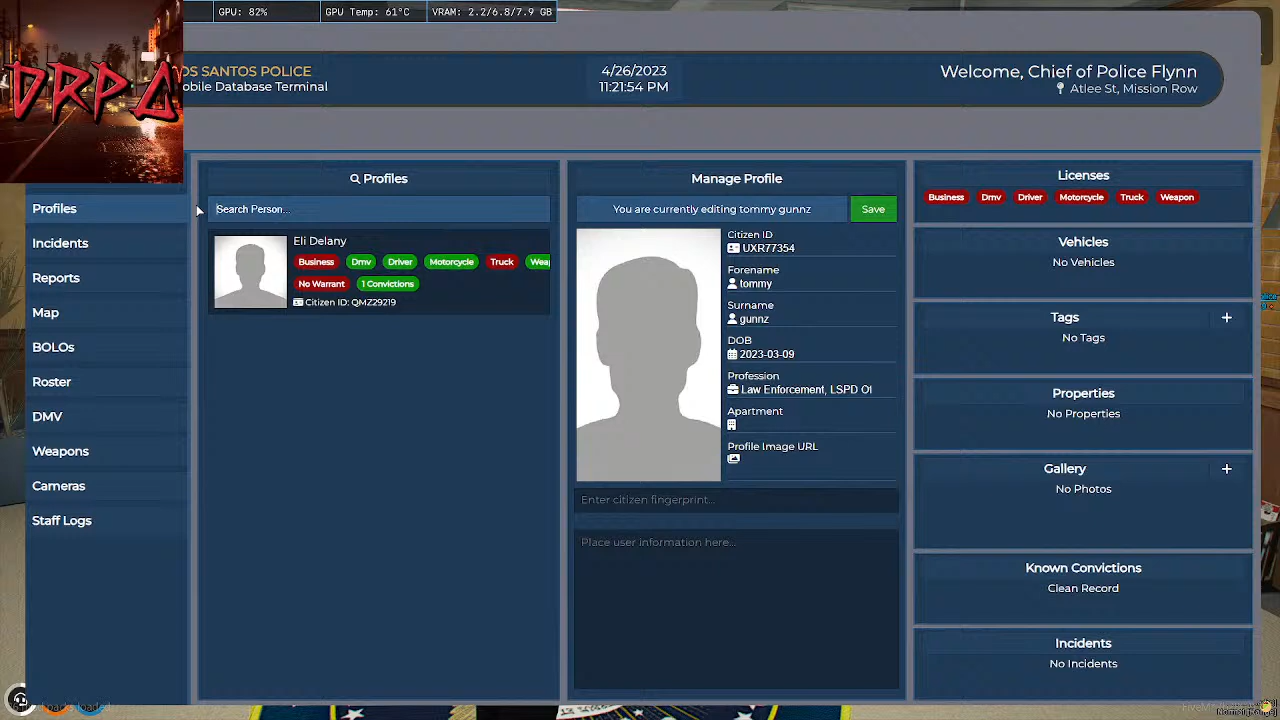 GPU: 82%
GPU Temp: 61°C
VRAM: 2.2/6.8/7.9 GB
DRPA
OS SANTOS POLICE
obile Database Terminal
4/26/2023
11:21:54 PM
Welcome, Chief of Police Flynn
Atlee St, Mission Row
Profiles
Incidents
Reports
Map
BOLOs
Roster
DMV
Weapons
Cameras
Staff Logs
Profiles
Search Person...
Eli Delany
Business Dmv Driver Motorcycle Truck Weap
No Warrant 1 Convictions
Citizen ID: QMZ29219
Manage Profile
You are currently editing tommy gunnz
Save
Citizen ID
UXR77354
Forename
tommy
Surname
gunnz
DOB
2023-03-09
Profession
Law Enforcement, LSPD Of
Apartment
Profile Image URL
Enter citizen fingerprint...
Place user information here...
Licenses
Business Dmv Driver Motorcycle Truck Weapon
Vehicles
No Vehicles
Tags
No Tags
Properties
No Properties
Gallery
No Photos
Known Convictions
Clean Record
Incidents
No Incidents